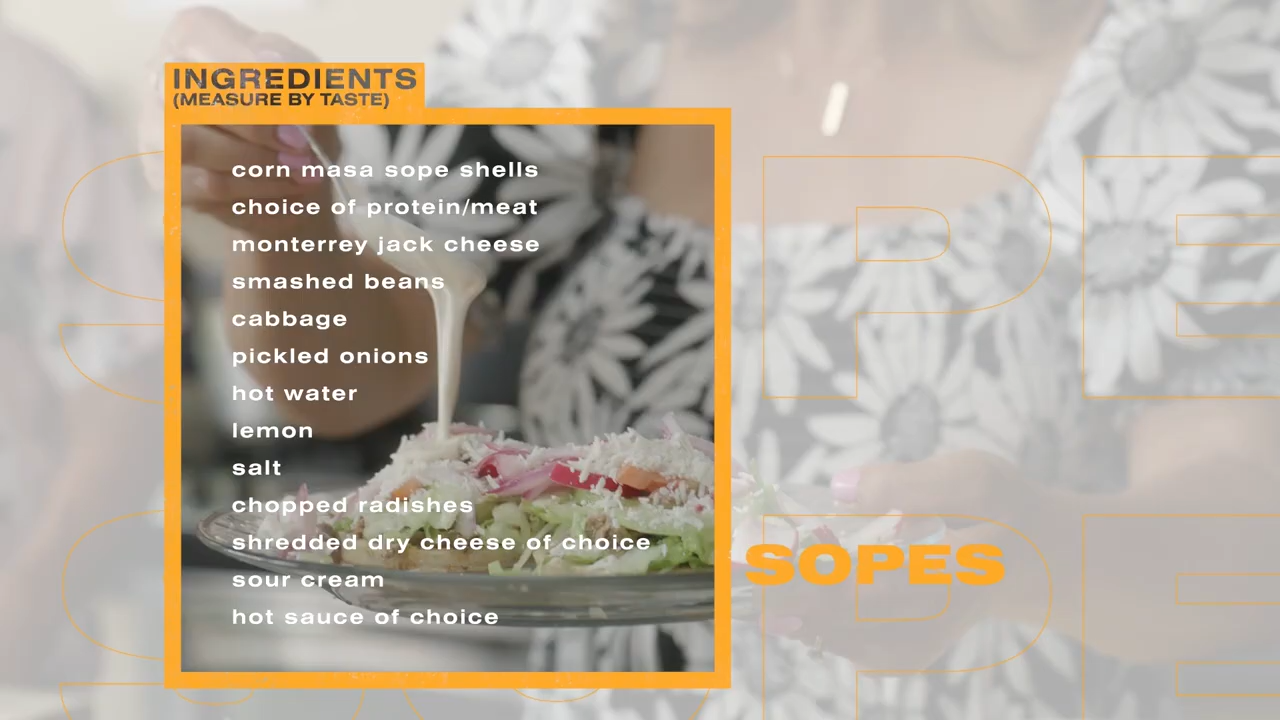 INGREDIENTS
(MEASURE BY TASTE)
corn masa sope shells
choice of protein/meat
monterrey jack cheese
smashed beans
cabbage
pickled onions
hot water
lemon
salt
chopped radishes
shredded dry cheese of choice
sour cream
hot sauce of choice
SOPES